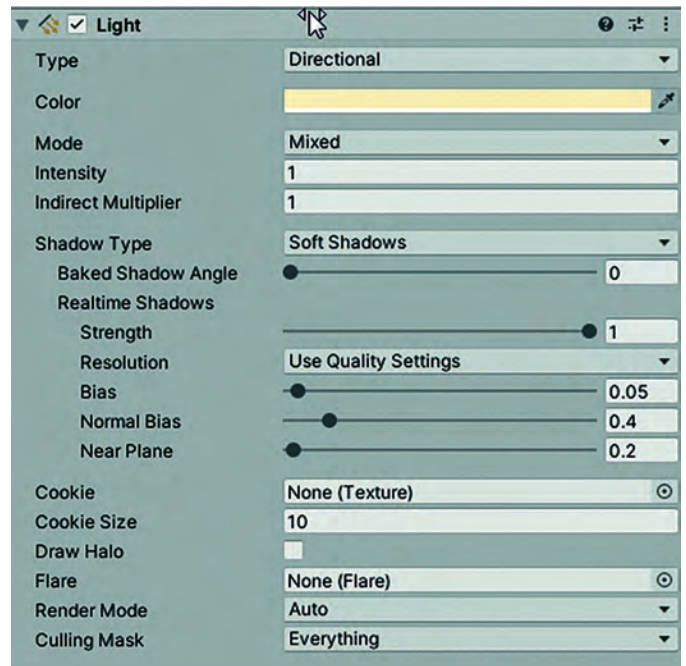 Light
Type Directional
Color
Mode Mixed
Intensity 1
Indirect Multiplier 1
Shadow Type Soft Shadows
Baked Shadow Angle 0
Realtime Shadows
Strength 1
Resolution Use Quality Settings
Bias 0.05
Normal Bias 0.4
Near Plane 0.2
Cookie None (Texture)
Cookie Size 10
Draw Halo
Flare None (Flare)
Render Mode Auto
Culling Mask Everything